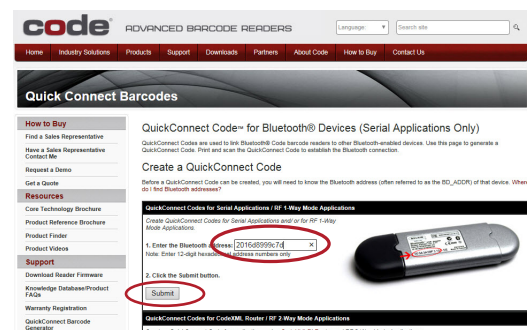 code® ADVANCED BARCODE READERS
Language: Search site
Home Industry Solutions Products Support Downloads Partners About Code How to Buy Contact Us
Quick Connect Barcodes
How to Buy
Find a Sales Representative
Have a Sales Representative
Contact Me
Request a Demo
Get a Quote
Resources
Core Technology Brochure
Product Reference Brochure
Product Finder
Product Videos
Support
Download Reader Firmware
Knowledge Database/Product
FAQs
Warranty Registration
QuickConnect Barcode
Generator
QuickConnect Code™ for Bluetooth® Devices (Serial Applications Only)
QuickConnect Codes are used to link Bluetooth® Code barcode readers to other Bluetooth-enabled devices. Use this page to generate a
QuickConnect Code. Print and scan the QuickConnect Code to establish the Bluetooth connection.
Create a QuickConnect Code
Before a QuickConnect Code can be created, you will need to know the Bluetooth address (often referred to as the BD_ADDR) of that device. Where
do I find Bluetooth addresses?
QuickConnect Codes for Serial Applications / RF 1-Way Mode Applications
Create QuickConnect Codes for Serial Applications and/ or for RF 1-Way
Mode Applications.
1. Enter the Bluetooth address: 2016d8999c7d ×
Note: Enter 12-digit hexadecimal address numbers only
2. Click the Submit button.
Submit
QuickConnect Codes for CodeXML Router / RF 2-Way Mode Applications